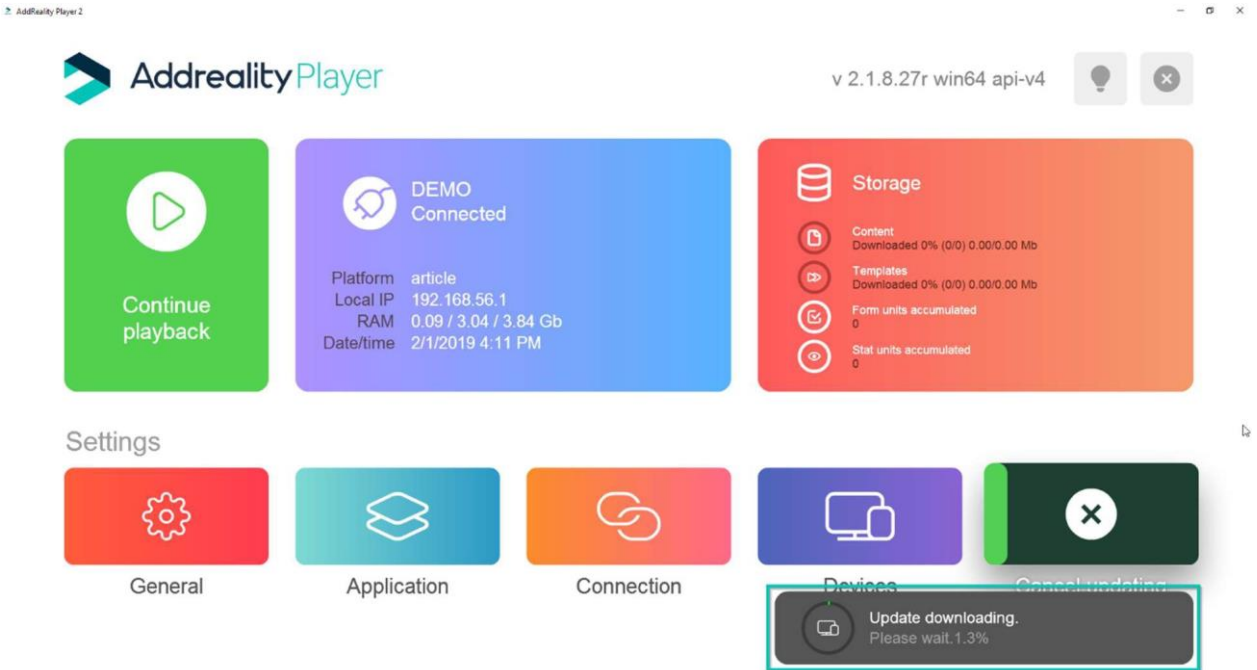 AddReality Player 2
Addreality Player
v 2.1.8.27r win64 api-v4
Continue
playback
DEMO
Connected
Platform article
Local IP 192.168.56.1
RAM 0.09 / 3.04 / 3.84 Gb
Date/time 2/1/2019 4:11 PM
Storage
Content
Downloaded 0% (0/0) 0.00/0.00 Mb
Templates
Downloaded 0% (0/0) 0.00/0.00 Mb
Form units accumulated
0
Stat units accumulated
0
Settings
General
Application
Connection
Devices
Cancel updating
Update downloading.
Please wait.1.3%